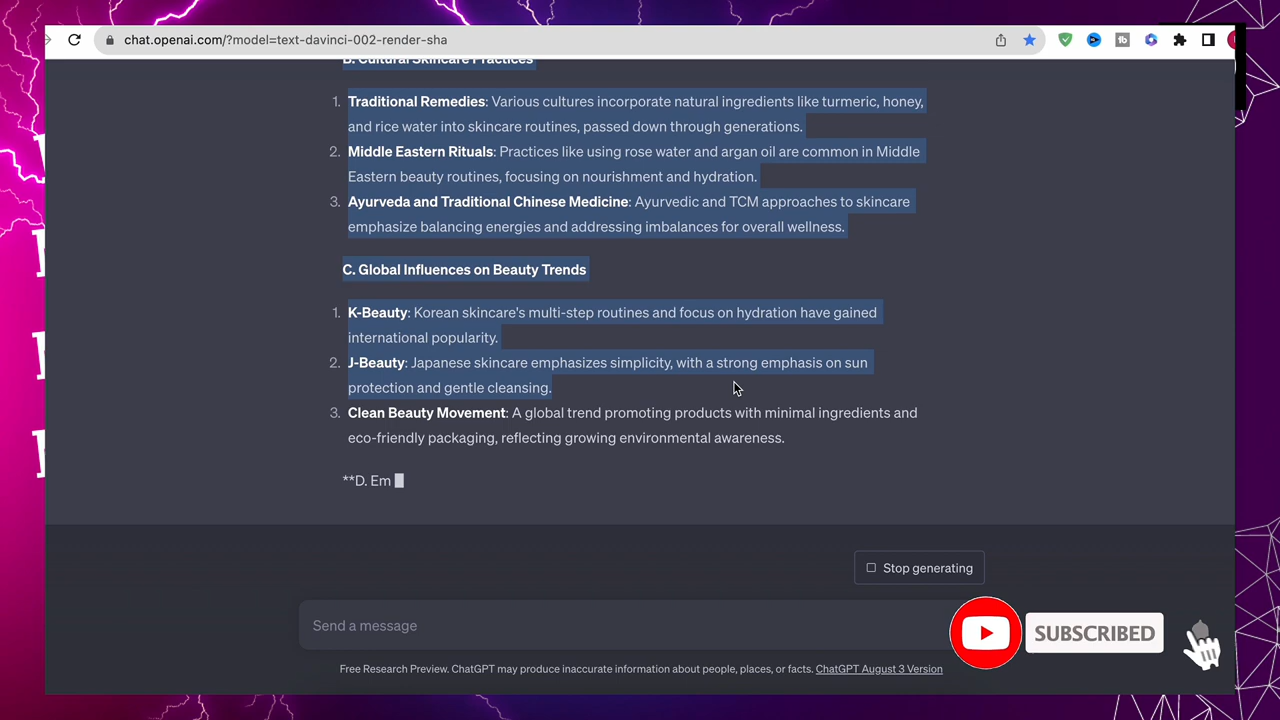 chat.openai.com/?model=text-davinci-002-render-sha
B. Cultural Skincare Practices
1. Traditional Remedies: Various cultures incorporate natural ingredients like turmeric, honey,
and rice water into skincare routines, passed down through generations.
2. Middle Eastern Rituals: Practices like using rose water and argan oil are common in Middle
Eastern beauty routines, focusing on nourishment and hydration.
3. Ayurveda and Traditional Chinese Medicine: Ayurvedic and TCM approaches to skincare
emphasize balancing energies and addressing imbalances for overall wellness.
C. Global Influences on Beauty Trends
1. K-Beauty: Korean skincare's multi-step routines and focus on hydration have gained
international popularity.
2. J-Beauty: Japanese skincare emphasizes simplicity, with a strong emphasis on sun
protection and gentle cleansing.
3. Clean Beauty Movement: A global trend promoting products with minimal ingredients and
eco-friendly packaging, reflecting growing environmental awareness.
**D. Em
Stop generating
Send a message
SUBSCRIBED
Free Research Preview. ChatGPT may produce inaccurate information about people, places, or facts. ChatGPT August 3 Version